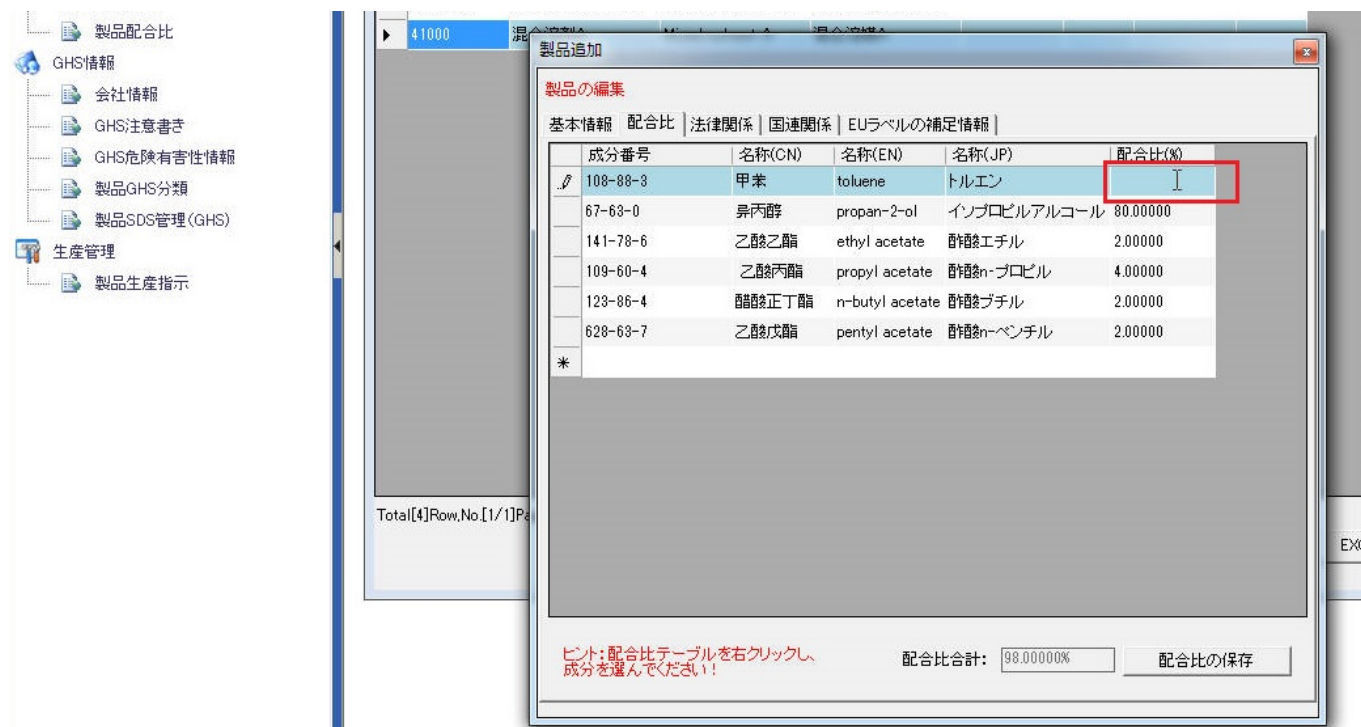 製品配合比
GHS情報
会社情報
GHS注意書き
GHS危険有害性情報
製品GHS分類
製品SDS管理(GHS)
生産管理
製品生産指示
41000
Total[4]Row,No.[1/1]Pa
EXC
製品追加
製品の編集
基本情報 配合比 法律関係 国連関係 EUラベルの補足情報
成分番号 名称(CN) 名称(EN) 名称(JP) 配合比(%)
108-88-3 甲苯 toluene トルエン
67-63-0 异丙醇 propan-2-ol イソプロピルアルコール 80.00000
141-78-6 乙酸乙酯 ethyl acetate 酢酸エチル 2.00000
109-60-4 乙酸丙酯 propyl acetate 酢酸n-プロピル 4.00000
123-86-4 醋酸正丁酯 n-butyl acetate 酢酸ブチル 2.00000
628-63-7 乙酸戊酯 pentyl acetate 酢酸n-ペンチル 2.00000
ヒント:配合比テーブルを右クリックし、
成分を選んでください!
配合比合計: 98.00000% 配合比の保存